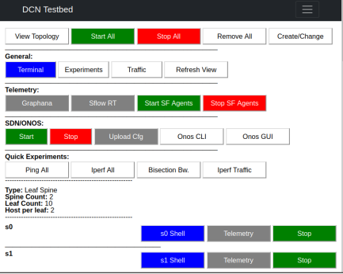 DCN Testbed
View Topology Start All Stop All Remove All Create/Change
General:
Terminal Experiments Traffic Refresh View
Telemetry:
Graphana Sflow RT Start SF Agents Stop SF Agents
SDN/ONOS:
Start Stop Upload Cfg Onos CLI Onos GUI
Quick Experiments:
Ping All Iperf All Bisection Bw. Iperf Traffic
Type: Leaf Spine
Spine Count: 2
Leaf Count: 10
Host per leaf: 2
s0
s0 Shell Telemetry Stop
s1
s1 Shell Telemetry Stop